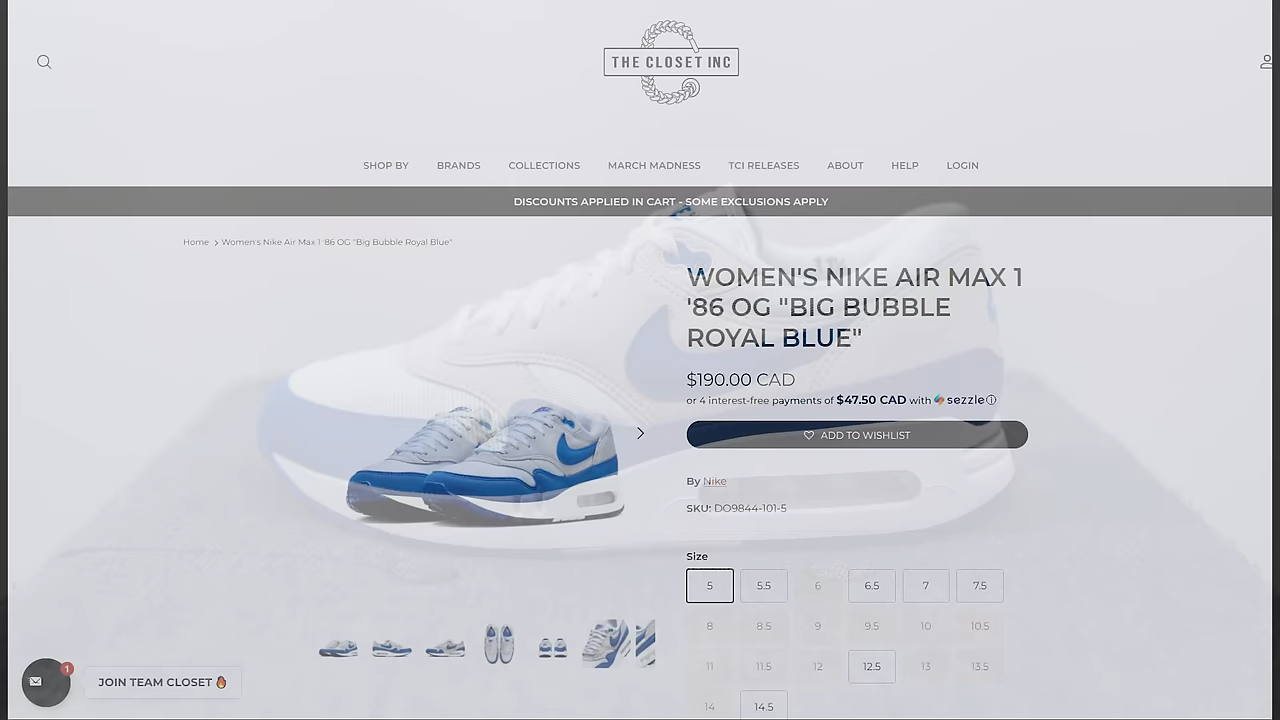 THE CLOSET INC
SHOP BY BRANDS COLLECTIONS MARCH MADNESS TCI RELEASES ABOUT HELP LOGIN
DISCOUNTS APPLIED IN CART - SOME EXCLUSIONS APPLY
Home > Women's Nike Air Max 1 '86 OG "Big Bubble Royal Blue"
WOMEN'S NIKE AIR MAX 1
'86 OG "BIG BUBBLE
ROYAL BLUE"
$190.00 CAD
or 4 interest-free payments of $47.50 CAD with sezzle
ADD TO WISHLIST
By Nike
SKU: DO9844-101-5
Size
5 5.5 6 6.5 7 7.5
8 8.5 9 9.5 10 10.5
11 11.5 12 12.5 13 13.5
14 14.5
1
JOIN TEAM CLOSET 🔥